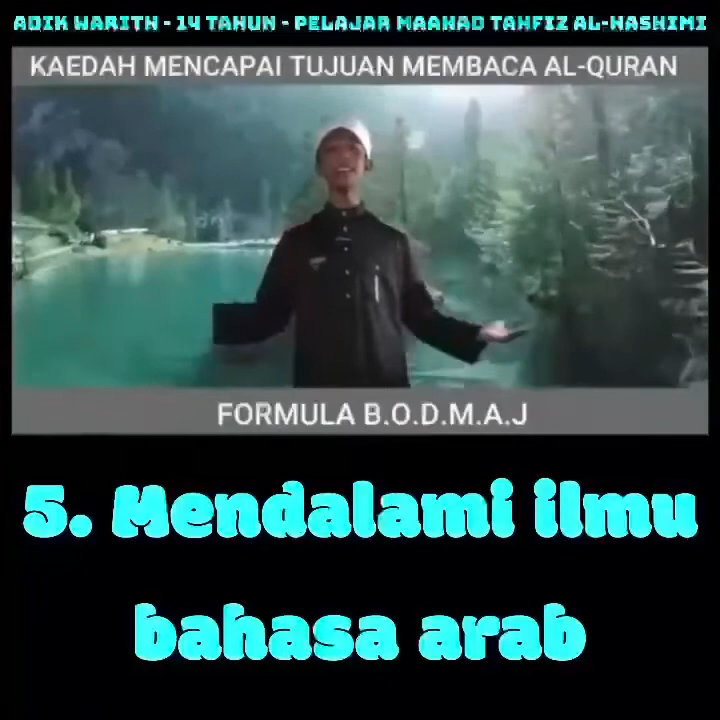 ADIK WARITH - 14 TAHUN - PELAJAR MAAHAD TAHFIZ AL-HASHIMI
KAEDAH MENCAPAI TUJUAN MEMBACA AL-QURAN
FORMULA B.O.D.M.A.J
5. Mendalami ilmu
bahasa arab